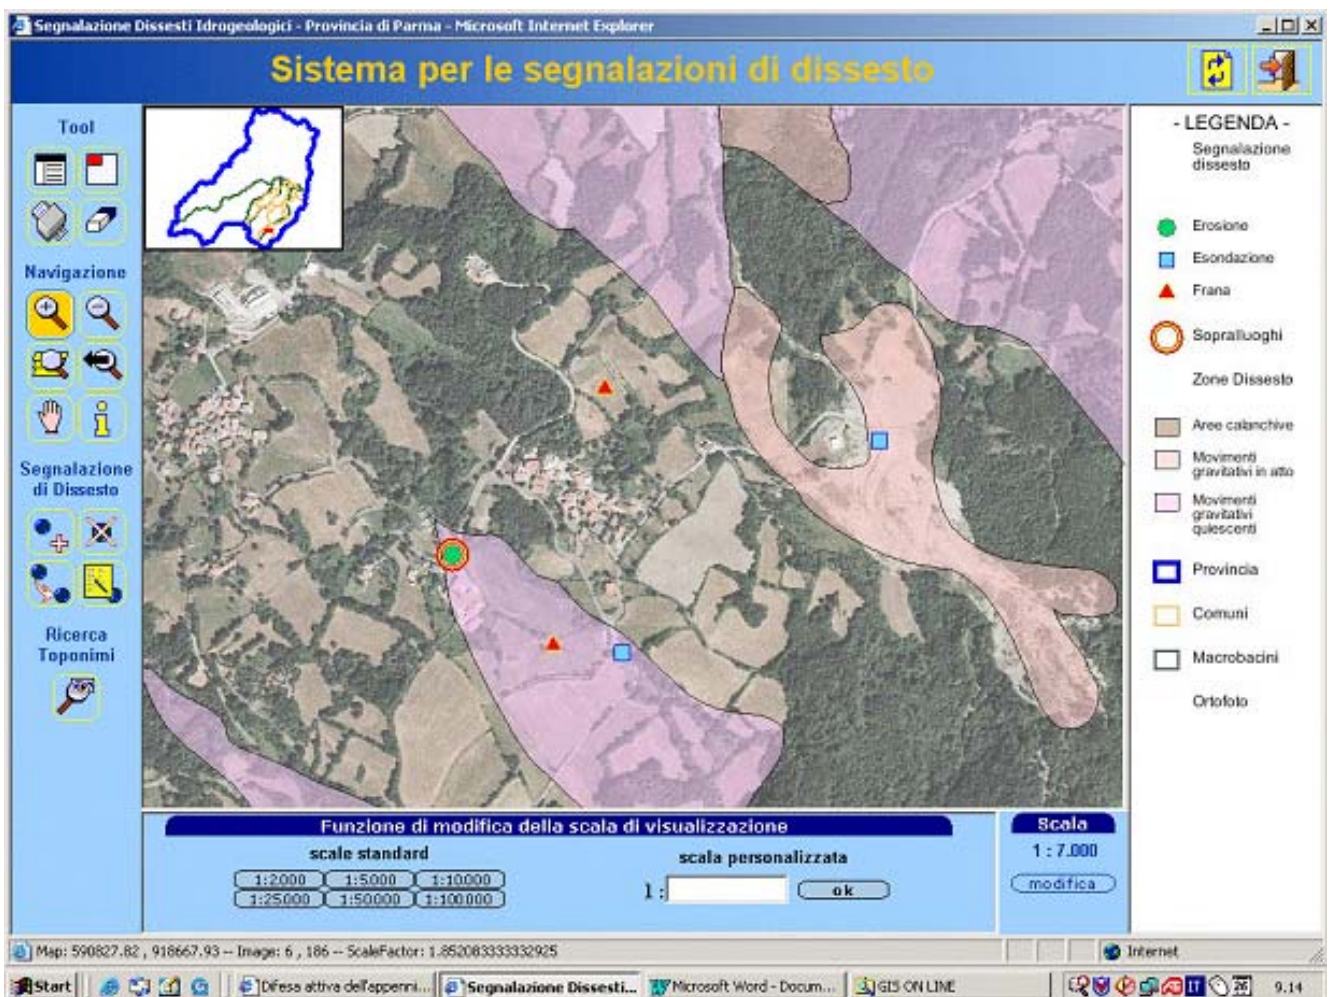 Segnalazione Dissesti Idrogeologici - Provincia di Parma - Microsoft Internet Explorer
Sistema per le segnalazioni di dissesto
Tool
Navigazione
Segnalazione
di Dissesto
Ricerca
Toponimi
- LEGENDA -
Segnalazione
dissesto
Erosione
Esondazione
Frana
Sopralluoghi
Zone Dissesto
Aree calanchive
Movimenti
gravitativi in atto
Movimenti
gravitativi
quiescenti
Provincia
Comuni
Macrobacini
Ortofoto
Funzione di modifica della scala di visualizzazione
scale standard
1:2000 1:5000 1:10000
1:25000 1:50000 1:100000
scala personalizzata
1 :
ok
Scala
1 : 7.000
modifica
Map: 590827.82 , 918667.93 -- Image: 6 , 186 -- ScaleFactor: 1.852083333332925
Internet
Start
Difesa attiva dell'appenni...
Segnalazione Dissesti...
Microsoft Word - Docum...
GIS ON LINE
IT
26
9.14